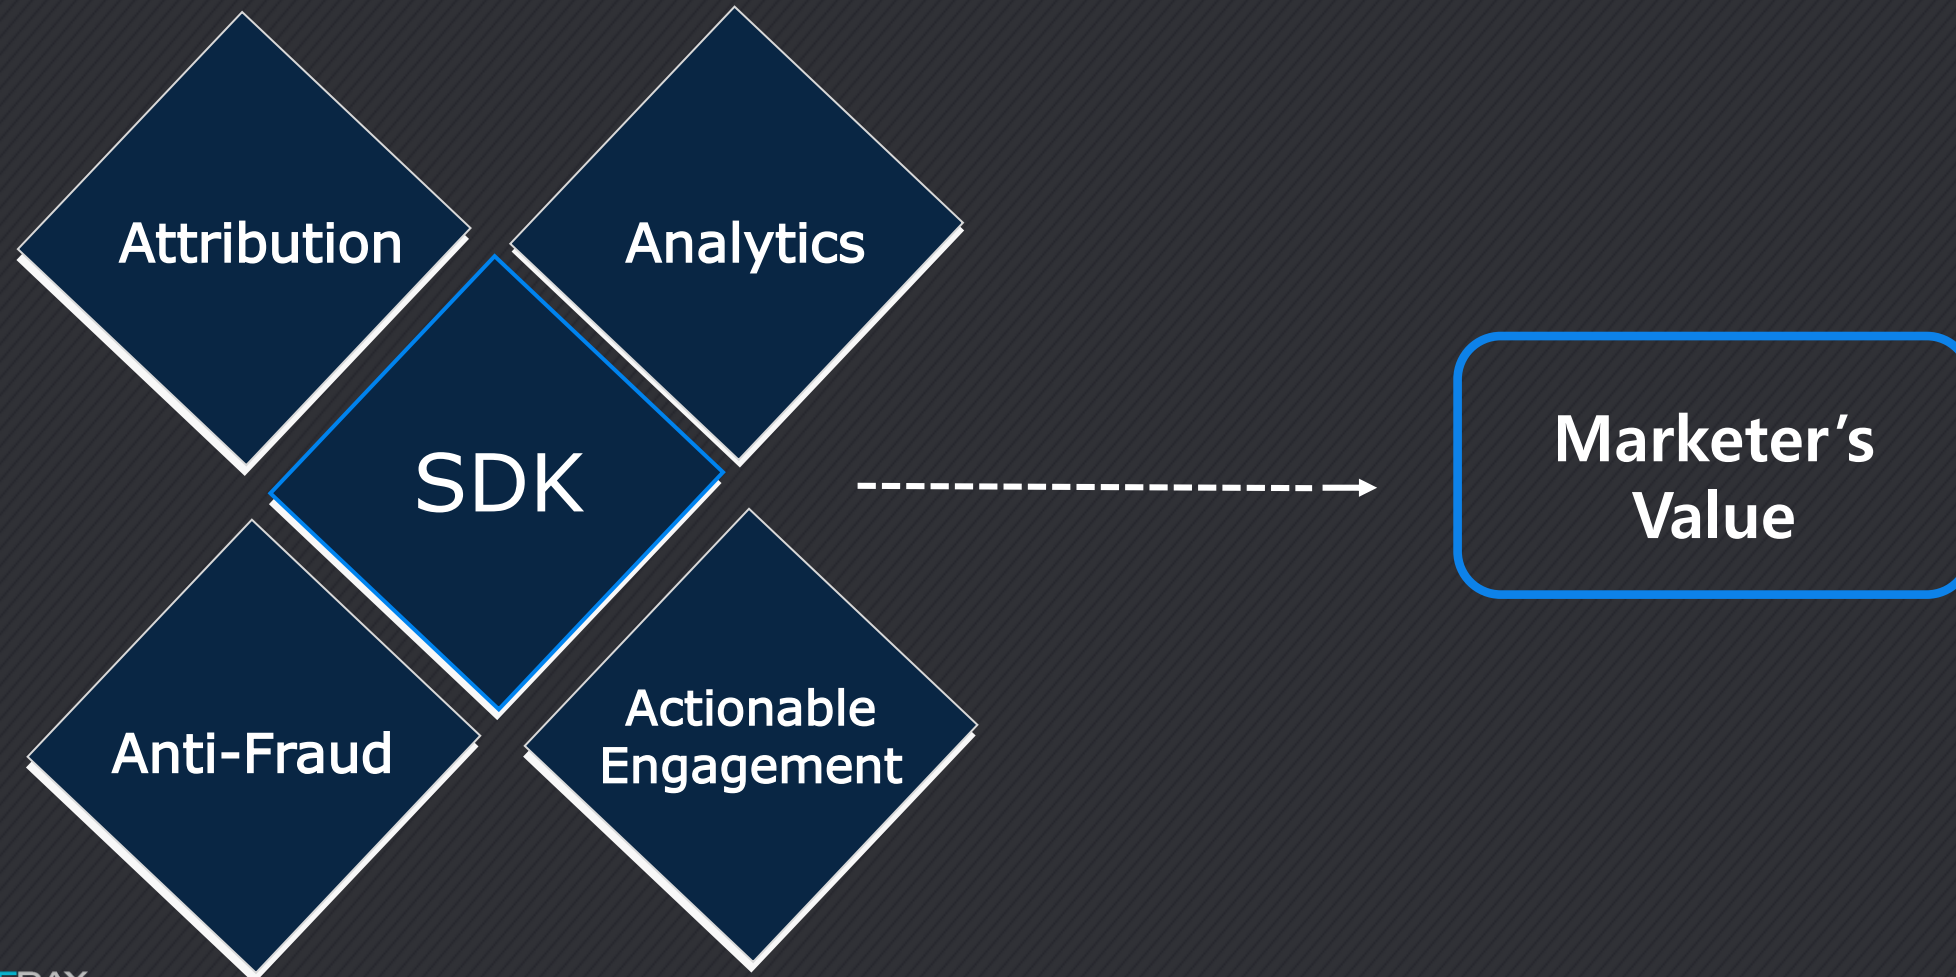 Attribution
Analytics
SDK
Anti-Fraud
Actionable
Engagement
Marketer’s
Value